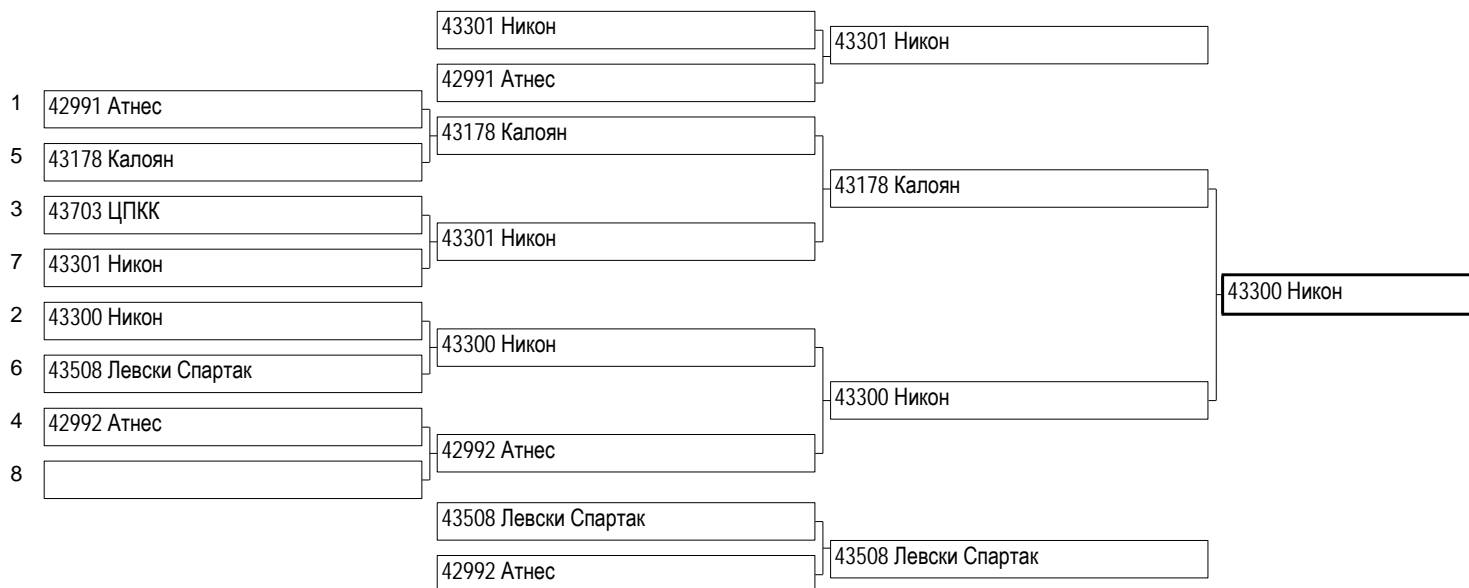 43301 Никон
43301 Никон
42991 Атнес
1 42991 Атнес
43178 Калоян
5 43178 Калоян
43178 Калоян
3 43703 ЦПКК
43301 Никон
7 43301 Никон
43300 Никон
2 43300 Никон
43300 Никон
6 43508 Левски Спартак
43300 Никон
4 42992 Атнес
42992 Атнес
8
43508 Левски Спартак
43508 Левски Спартак
42992 Атнес